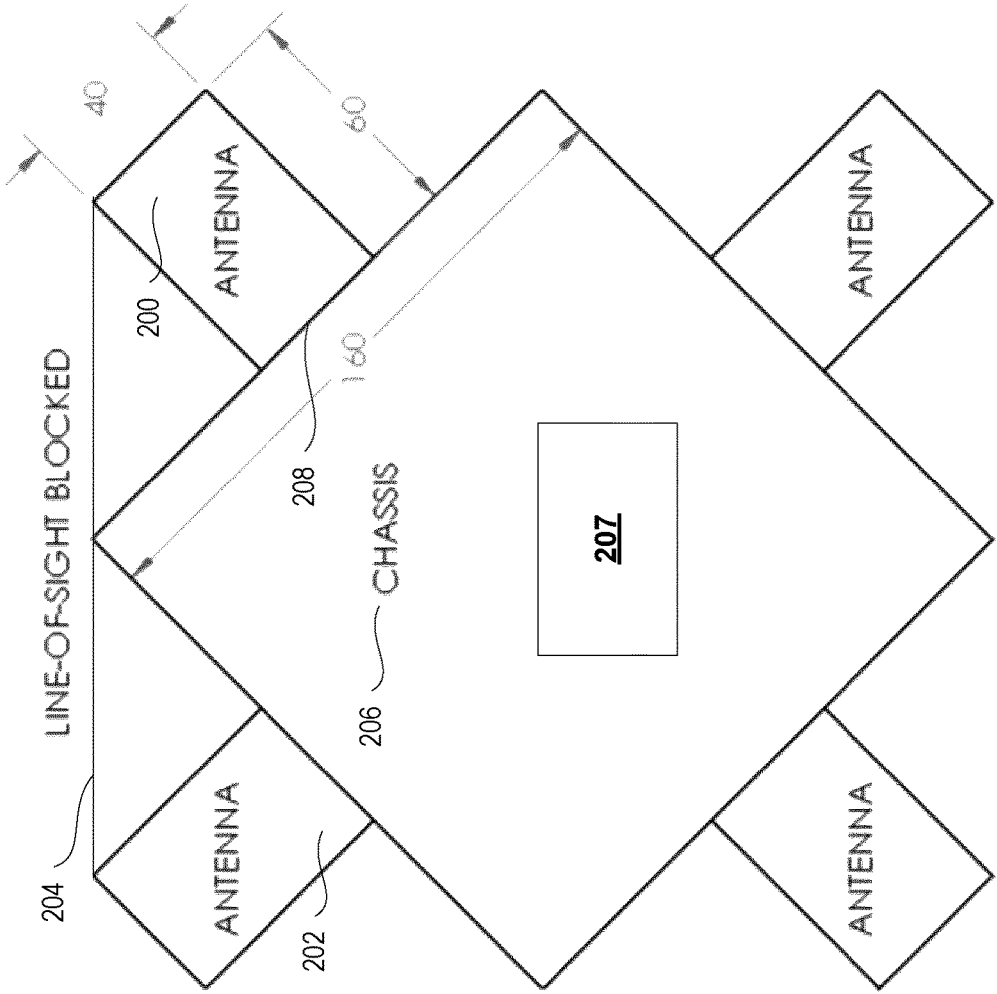 LINE-OF-SIGHT BLOCKED
204
40
60
ANTENNA
ANTENNA
200
202
160
208
CHASSIS
206
207
ANTENNA
ANTENNA